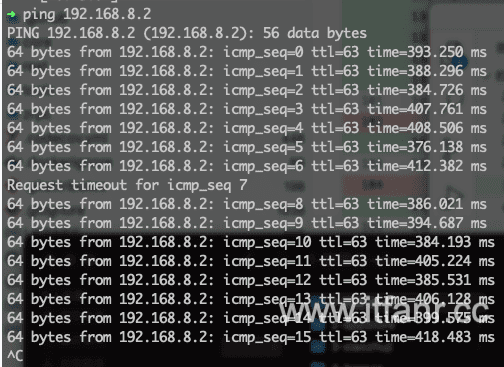 ➜ ping 192.168.8.2
PING 192.168.8.2 (192.168.8.2): 56 data bytes
64 bytes from 192.168.8.2: icmp_seq=0 ttl=63 time=393.250 ms
64 bytes from 192.168.8.2: icmp_seq=1 ttl=63 time=388.296 ms
64 bytes from 192.168.8.2: icmp_seq=2 ttl=63 time=384.726 ms
64 bytes from 192.168.8.2: icmp_seq=3 ttl=63 time=407.761 ms
64 bytes from 192.168.8.2: icmp_seq=4 ttl=63 time=408.506 ms
64 bytes from 192.168.8.2: icmp_seq=5 ttl=63 time=376.138 ms
64 bytes from 192.168.8.2: icmp_seq=6 ttl=63 time=412.382 ms
Request timeout for icmp_seq 7
64 bytes from 192.168.8.2: icmp_seq=8 ttl=63 time=386.021 ms
64 bytes from 192.168.8.2: icmp_seq=9 ttl=63 time=394.687 ms
64 bytes from 192.168.8.2: icmp_seq=10 ttl=63 time=384.193 ms
64 bytes from 192.168.8.2: icmp_seq=11 ttl=63 time=405.224 ms
64 bytes from 192.168.8.2: icmp_seq=12 ttl=63 time=385.531 ms
64 bytes from 192.168.8.2: icmp_seq=13 ttl=63 time=406.128 ms
64 bytes from 192.168.8.2: icmp_seq=14 ttl=63 time=399.575 ms
64 bytes from 192.168.8.2: icmp_seq=15 ttl=63 time=418.483 ms
^C
www.itfanr.cc